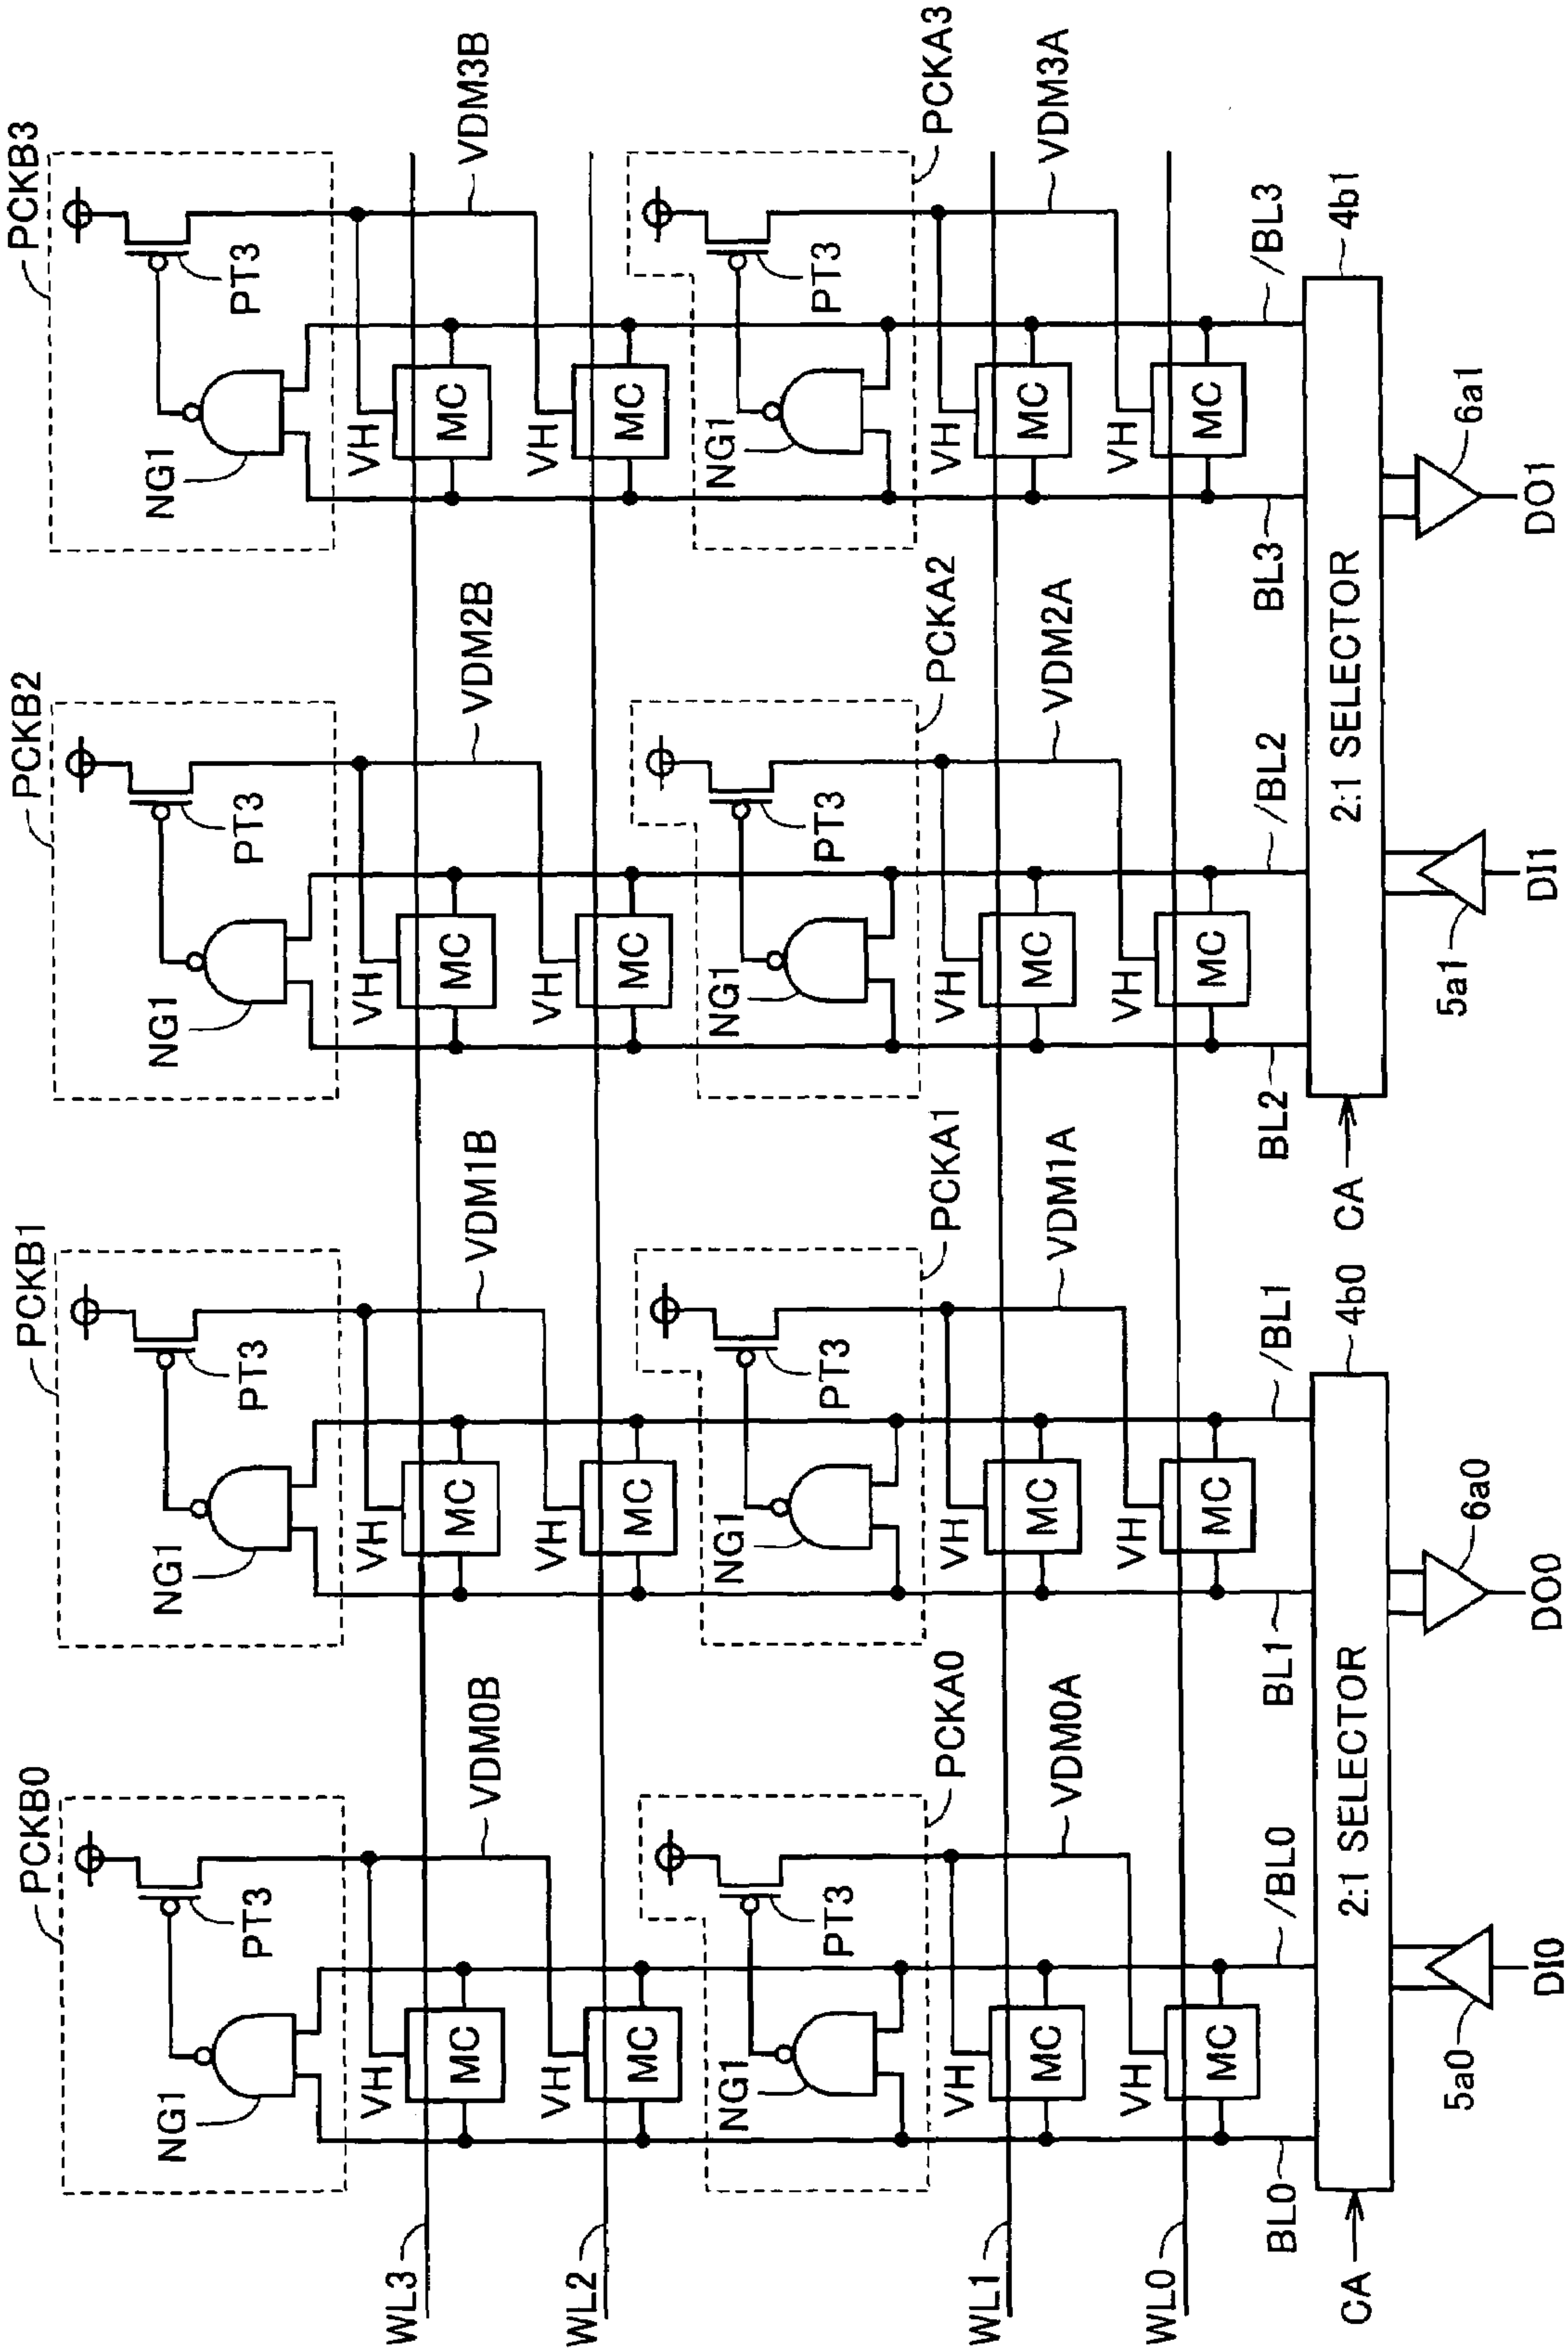 PCKB0 PCKB1 PCKB2 PCKB3
PT3 PT3 PT3 PT3
NG1 NG1 NG1 NG1
WL3 VH MC VH MC VH MC VH MC
VDM0B VDM1B VDM2B VDM3B
WL2 VH MC VH MC VH MC VH MC
PT3 PT3 PT3 PT3
NG1 NG1 NG1 NG1
PCKA0 PCKA1 PCKA2 PCKA3
WL1 VH MC VH MC VH MC VH MC
VDM0A VDM1A VDM2A VDM3A
WL0 VH MC VH MC VH MC VH MC
BL0 /BL0 BL1 /BL1 BL2 /BL2 BL3 /BL3
CA 2:1 SELECTOR 4b0 CA 2:1 SELECTOR 4b1
5a0 6a0 5a1 6a1
DI0 DO0 DI1 DO1